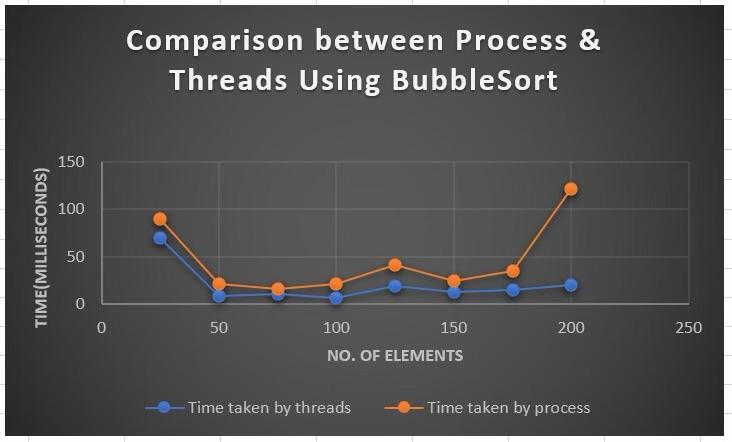 Comparison between Process &
Threads Using BubbleSort
TIME(MILLISECONDS)
150
100
50
0
0 50 100 150 200 250
NO. OF ELEMENTS
Time taken by threads Time taken by process